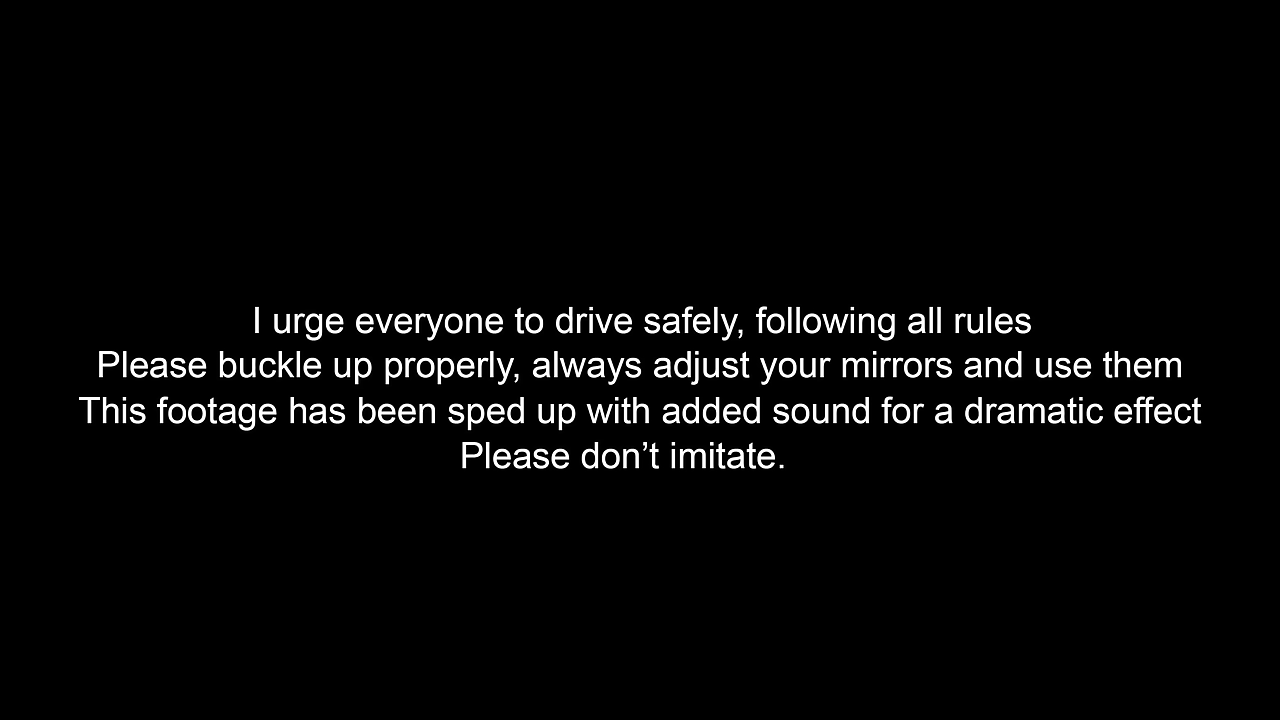 I urge everyone to drive safely, following all rules
Please buckle up properly, always adjust your mirrors and use them
This footage has been sped up with added sound for a dramatic effect
Please don’t imitate.